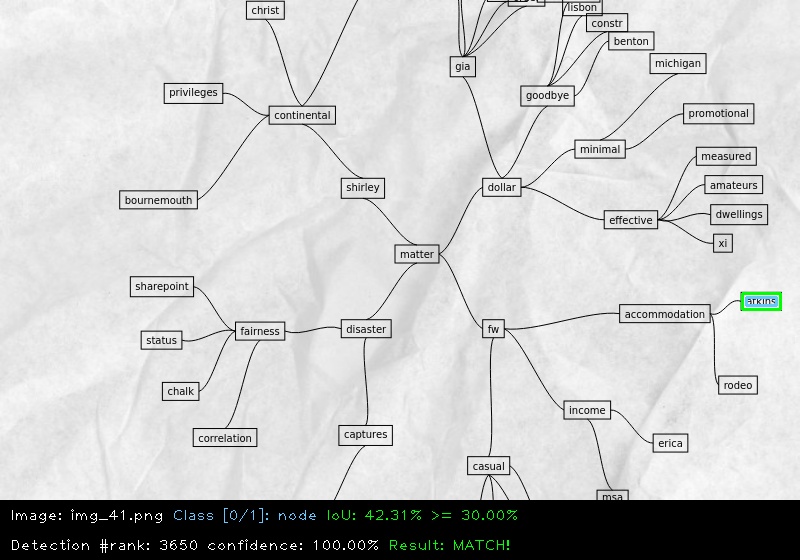 christ
lisbon
constr
benton
gia
michigan
privileges
goodbye
continental
promotional
minimal
measured
shirley
dollar
amateurs
bournemouth
dwellings
effective
xi
matter
sharepoint
atkins
accommodation
fairness
disaster
fw
status
rodeo
chalk
income
correlation
captures
erica
casual
msa
Image: img_41.png Class [0/1]: node IoU: 42.31% >= 30.00%
Detection #rank: 3650 confidence: 100.00% Result: MATCH!